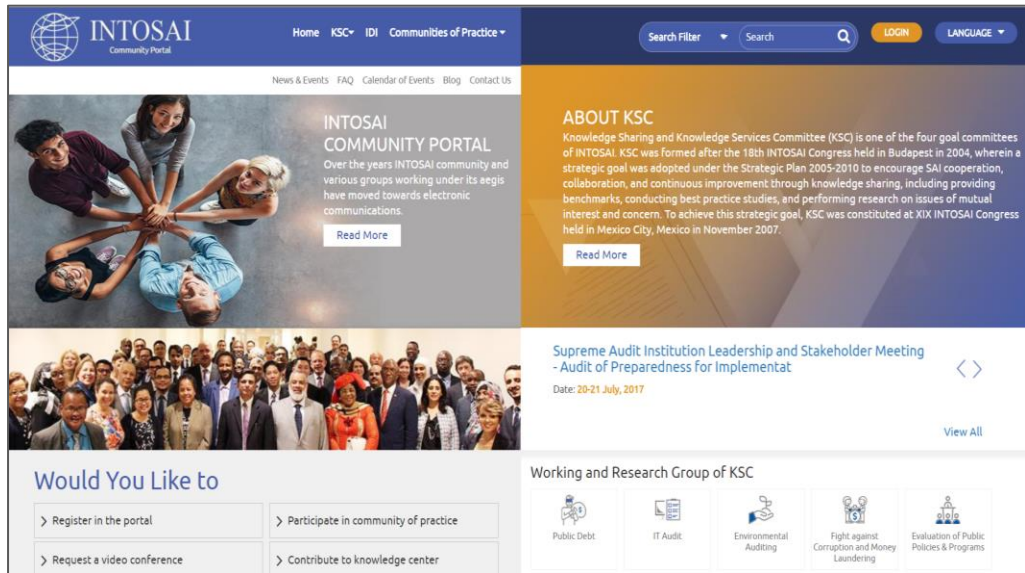 INTOSAI
Community Portal
Home KSC IDI Communities of Practice
Search Filter Search LOGIN LANGUAGE
News & Events FAQ Calendar of Events Blog Contact Us
INTOSAI
COMMUNITY PORTAL
Over the years INTOSAI community and
various groups working under its aegis
have moved towards electronic
communications.
Read More
ABOUT KSC
Knowledge Sharing and Knowledge Services Committee (KSC) is one of the four goal committees
of INTOSAI. KSC was formed after the 18th INTOSAI Congress held in Budapest in 2004, wherein a
strategic goal was adopted under the Strategic Plan 2005-2010 to encourage SAI cooperation,
collaboration, and continuous improvement through knowledge sharing, including providing
benchmarks, conducting best practice studies, and performing research on issues of mutual
interest and concern. To achieve this strategic goal, KSC was constituted at XIX INTOSAI Congress
held in Mexico City, Mexico in November 2007.
Read More
Supreme Audit Institution Leadership and Stakeholder Meeting
- Audit of Preparedness for Implementat
Date: 20-21 July, 2017
View All
Would You Like to
Register in the portal
Participate in community of practice
Request a video conference
Contribute to knowledge center
Working and Research Group of KSC
Public Debt
IT Audit
Environmental
Auditing
Fight against
Corruption and Money
Laundering
Evaluation of Public
Policies & Programs